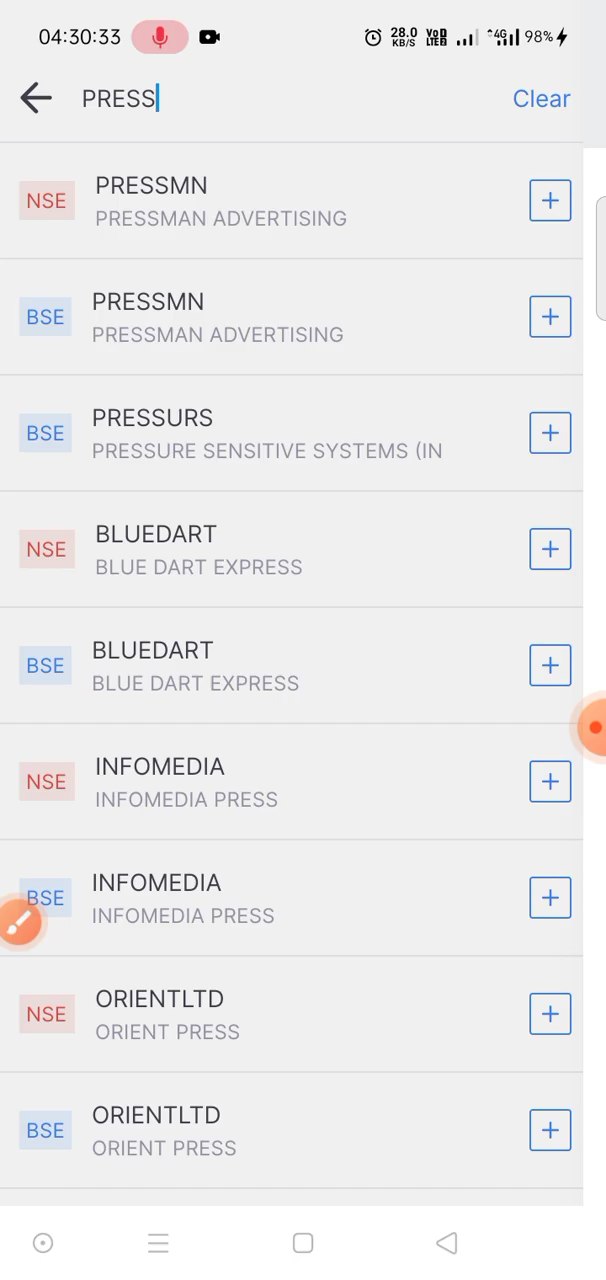 04:30:33 28.0 KB/S VoD LTE2 4G 98%
PRESS Clear
NSE PRESSMN
PRESSMAN ADVERTISING
BSE PRESSMN
PRESSMAN ADVERTISING
BSE PRESSURS
PRESSURE SENSITIVE SYSTEMS (IN
NSE BLUEDART
BLUE DART EXPRESS
BSE BLUEDART
BLUE DART EXPRESS
NSE INFOMEDIA
INFOMEDIA PRESS
BSE INFOMEDIA
INFOMEDIA PRESS
NSE ORIENTLTD
ORIENT PRESS
BSE ORIENTLTD
ORIENT PRESS